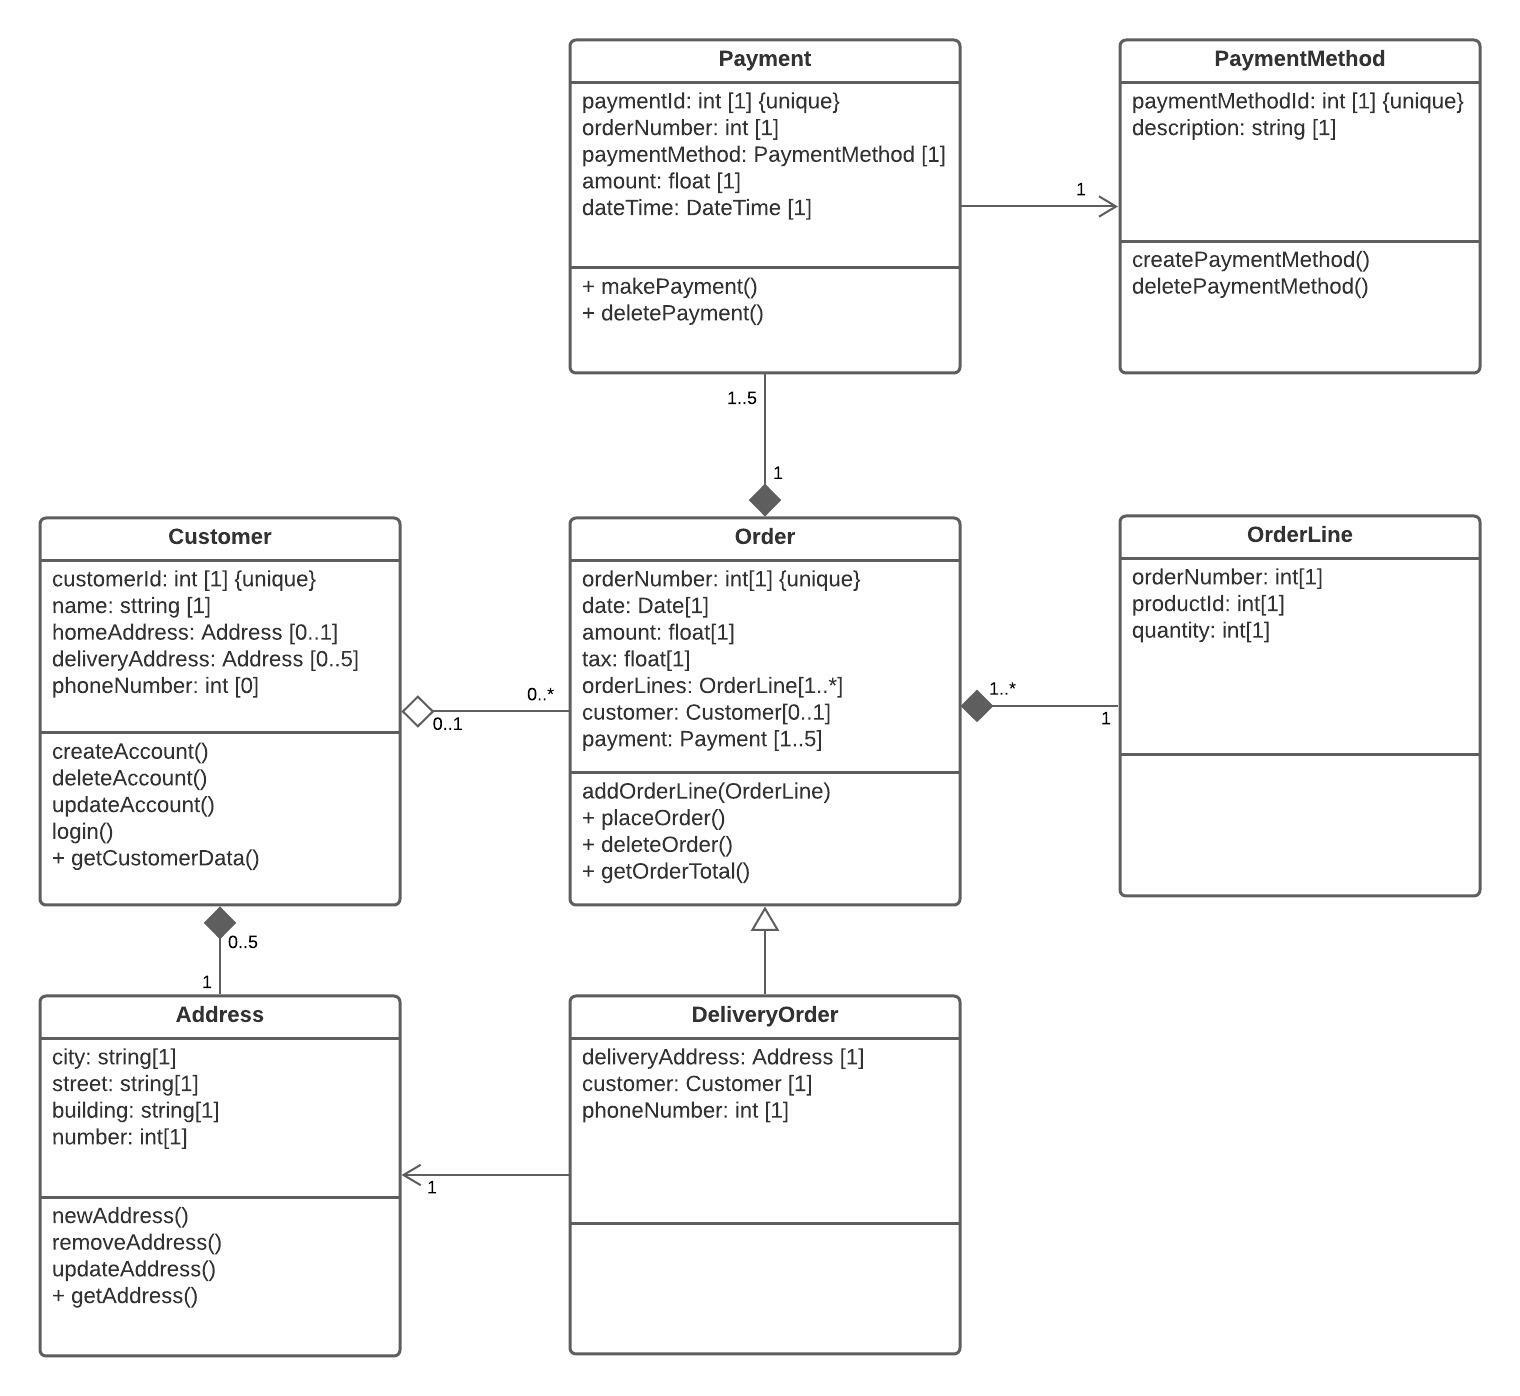 Payment
paymentId: int [1] {unique}
orderNumber: int [1]
paymentMethod: PaymentMethod [1]
amount: float [1]
dateTime: DateTime [1]
+ makePayment()
+ deletePayment()
1
PaymentMethod
paymentMethodId: int [1] {unique}
description: string [1]
createPaymentMethod()
deletePaymentMethod()
1..5
1
Customer
customerId: int [1] {unique}
name: sttring [1]
homeAddress: Address [0..1]
deliveryAddress: Address [0..5]
phoneNumber: int [0]
createAccount()
deleteAccount()
updateAccount()
login()
+ getCustomerData()
0..*
0..1
Order
orderNumber: int[1] {unique}
date: Date[1]
amount: float[1]
tax: float[1]
orderLines: OrderLine[1..*]
customer: Customer[0..1]
payment: Payment [1..5]
addOrderLine(OrderLine)
+ placeOrder()
+ deleteOrder()
+ getOrderTotal()
1..*
1
OrderLine
orderNumber: int[1]
productId: int[1]
quantity: int[1]
0..5
1
Address
city: string[1]
street: string[1]
building: string[1]
number: int[1]
newAddress()
removeAddress()
updateAddress()
+ getAddress()
1
DeliveryOrder
deliveryAddress: Address [1]
customer: Customer [1]
phoneNumber: int [1]